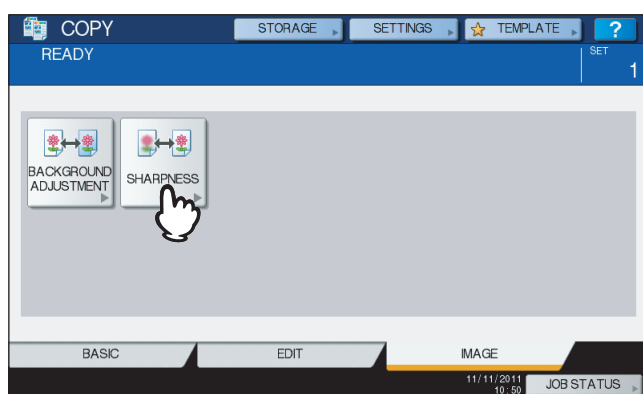 COPY
STORAGE
SETTINGS
TEMPLATE
?
READY
SET
1
BACKGROUND
ADJUSTMENT
SHARPNESS
BASIC
EDIT
IMAGE
11/11/2011
10:50
JOB STATUS